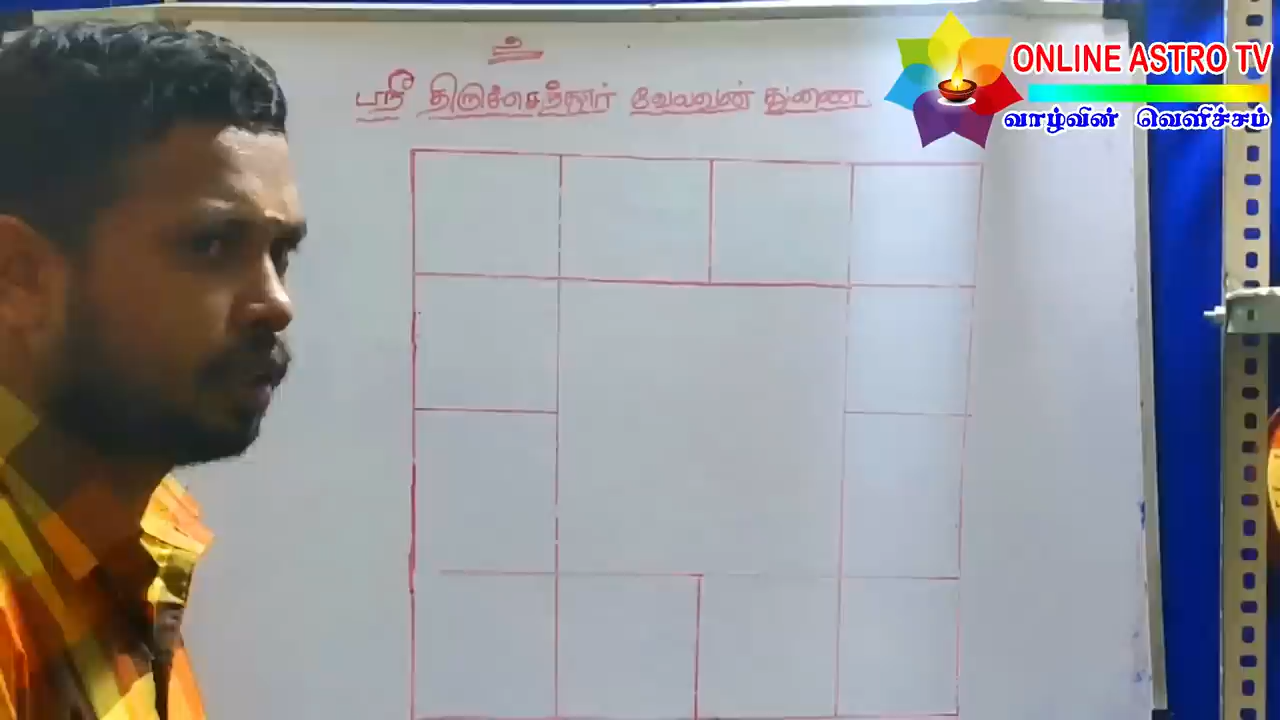 உ
ஸ்ரீ திருச்செந்தூர் வேலவன் துணை
ONLINE ASTRO TV
வாழ்வின் வெளிச்சம்